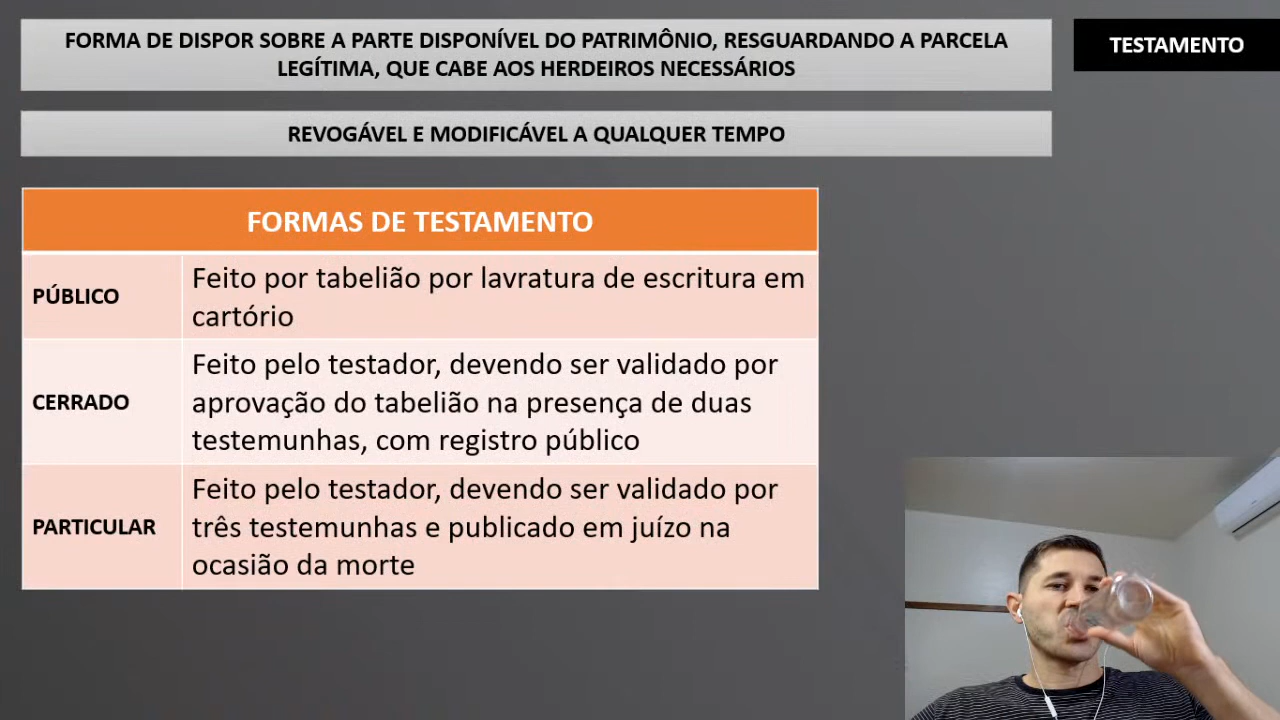 FORMA DE DISPOR SOBRE A PARTE DISPONÍVEL DO PATRIMÔNIO, RESGUARDANDO A PARCELA
LEGÍTIMA, QUE CABE AOS HERDEIROS NECESSÁRIOS
TESTAMENTO
REVOGÁVEL E MODIFICÁVEL A QUALQUER TEMPO
FORMAS DE TESTAMENTO
PÚBLICO
Feito por tabelião por lavratura de escritura em
cartório
CERRADO
Feito pelo testador, devendo ser validado por
aprovação do tabelião na presença de duas
testemunhas, com registro público
PARTICULAR
Feito pelo testador, devendo ser validado por
três testemunhas e publicado em juízo na
ocasião da morte